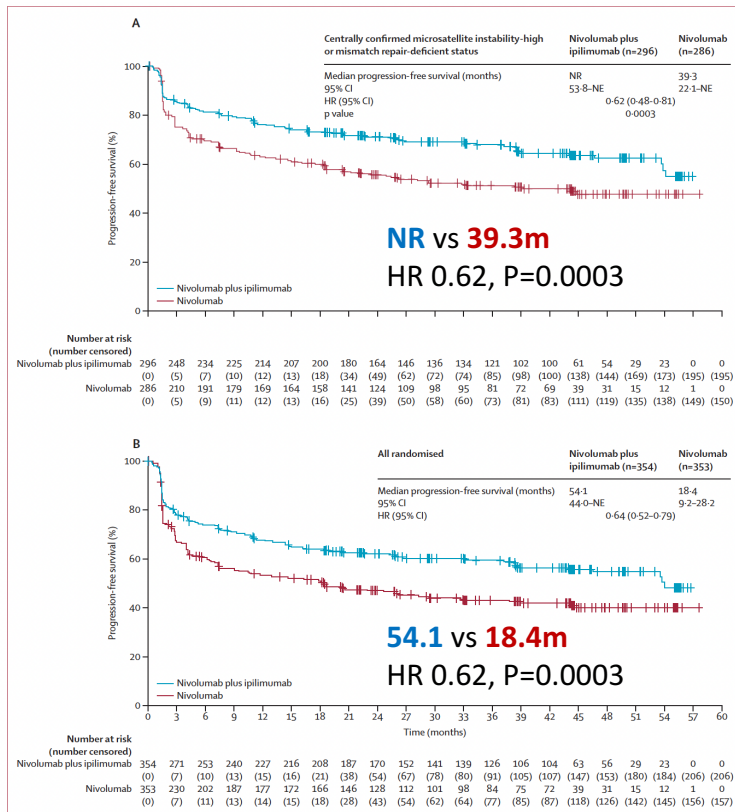 A
Centrally confirmed microsatellite instability-high
or mismatch repair-deficient status
Nivolumab plus
ipilimumab (n=296)
Nivolumab
(n=286)
Median progression-free survival (months) NR 39·3
95% CI 53·8–NE 22·1–NE
HR (95% CI) 0·62 (0·48–0·81)
p value 0·0003
Progression-free survival (%)
100
80
60
40
20
0
NR vs 39.3m
HR 0.62, P=0.0003
Nivolumab plus ipilimumab
Nivolumab
Number at risk
(number censored)
Nivolumab plus ipilimumab 296 248 234 225 214 207 200 180 164 146 136 134 121 102 100 61 54 29 23 0 0
(0) (5) (7) (10) (12) (13) (18) (34) (49) (62) (72) (74) (85) (98) (100) (138) (144) (169) (173) (195) (195)
Nivolumab 286 210 191 179 169 164 158 141 124 109 98 95 81 72 69 39 31 15 12 1 0
(0) (5) (9) (11) (12) (13) (16) (25) (39) (50) (58) (60) (73) (81) (83) (111) (119) (135) (138) (149) (150)
B
All randomised
Nivolumab plus
ipilimumab (n=354)
Nivolumab
(n=353)
Median progression-free survival (months) 54·1 18·4
95% CI 44·0–NE 9·2–28·2
HR (95% CI) 0·64 (0·52–0·79)
Progression-free survival (%)
100
80
60
40
20
0
54.1 vs 18.4m
HR 0.62, P=0.0003
Nivolumab plus ipilimumab
Nivolumab
0 3 6 9 12 15 18 21 24 27 30 33 36 39 42 45 48 51 54 57 60
Time (months)
Number at risk
(number censored)
Nivolumab plus ipilimumab 354 271 253 240 227 216 208 187 170 152 141 139 126 106 104 63 56 29 23 0 0
(0) (7) (10) (13) (15) (16) (21) (38) (54) (67) (78) (80) (91) (105) (107) (147) (153) (180) (184) (206) (206)
Nivolumab 353 230 202 187 177 172 166 146 128 112 101 98 84 75 72 39 31 15 12 1 0
(0) (7) (11) (13) (14) (15) (18) (28) (43) (54) (62) (64) (77) (85) (87) (118) (126) (142) (145) (156) (157)